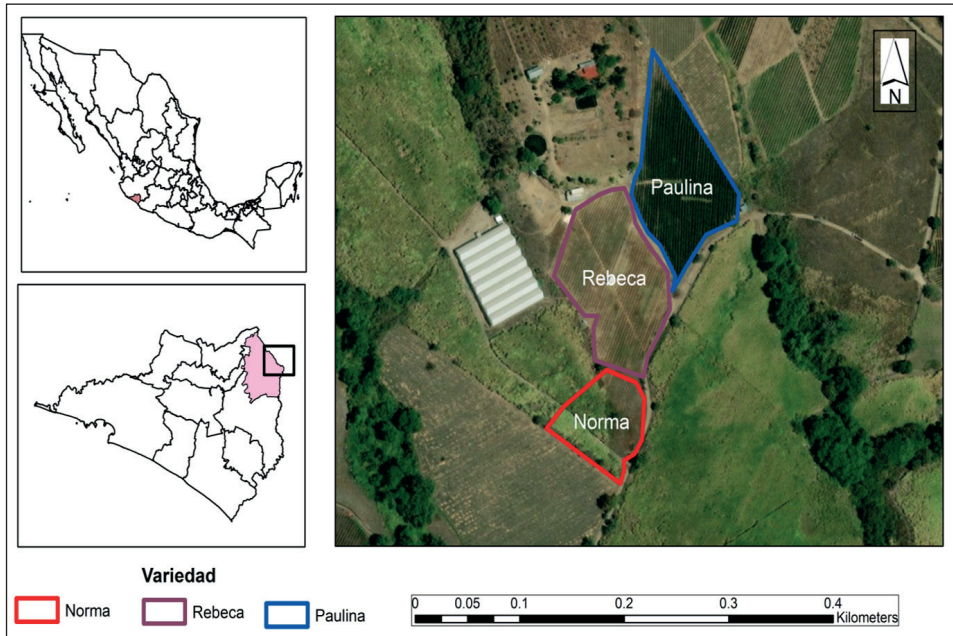 N
Paulina
Rebeca
Norma
Variedad
Norma Rebeca Paulina
0 0.05 0.1 0.2 0.3 0.4
Kilometers